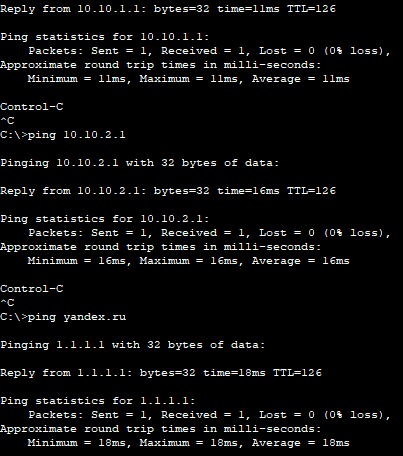 Reply from 10.10.1.1: bytes=32 time=11ms TTL=126
Ping statistics for 10.10.1.1:
Packets: Sent = 1, Received = 1, Lost = 0 (0% loss),
Approximate round trip times in milli-seconds:
Minimum = 11ms, Maximum = 11ms, Average = 11ms
Control-C
^C
C:\>ping 10.10.2.1
Pinging 10.10.2.1 with 32 bytes of data:
Reply from 10.10.2.1: bytes=32 time=16ms TTL=126
Ping statistics for 10.10.2.1:
Packets: Sent = 1, Received = 1, Lost = 0 (0% loss),
Approximate round trip times in milli-seconds:
Minimum = 16ms, Maximum = 16ms, Average = 16ms
Control-C
^C
C:\>ping yandex.ru
Pinging 1.1.1.1 with 32 bytes of data:
Reply from 1.1.1.1: bytes=32 time=18ms TTL=126
Ping statistics for 1.1.1.1:
Packets: Sent = 1, Received = 1, Lost = 0 (0% loss),
Approximate round trip times in milli-seconds:
Minimum = 18ms, Maximum = 18ms, Average = 18ms